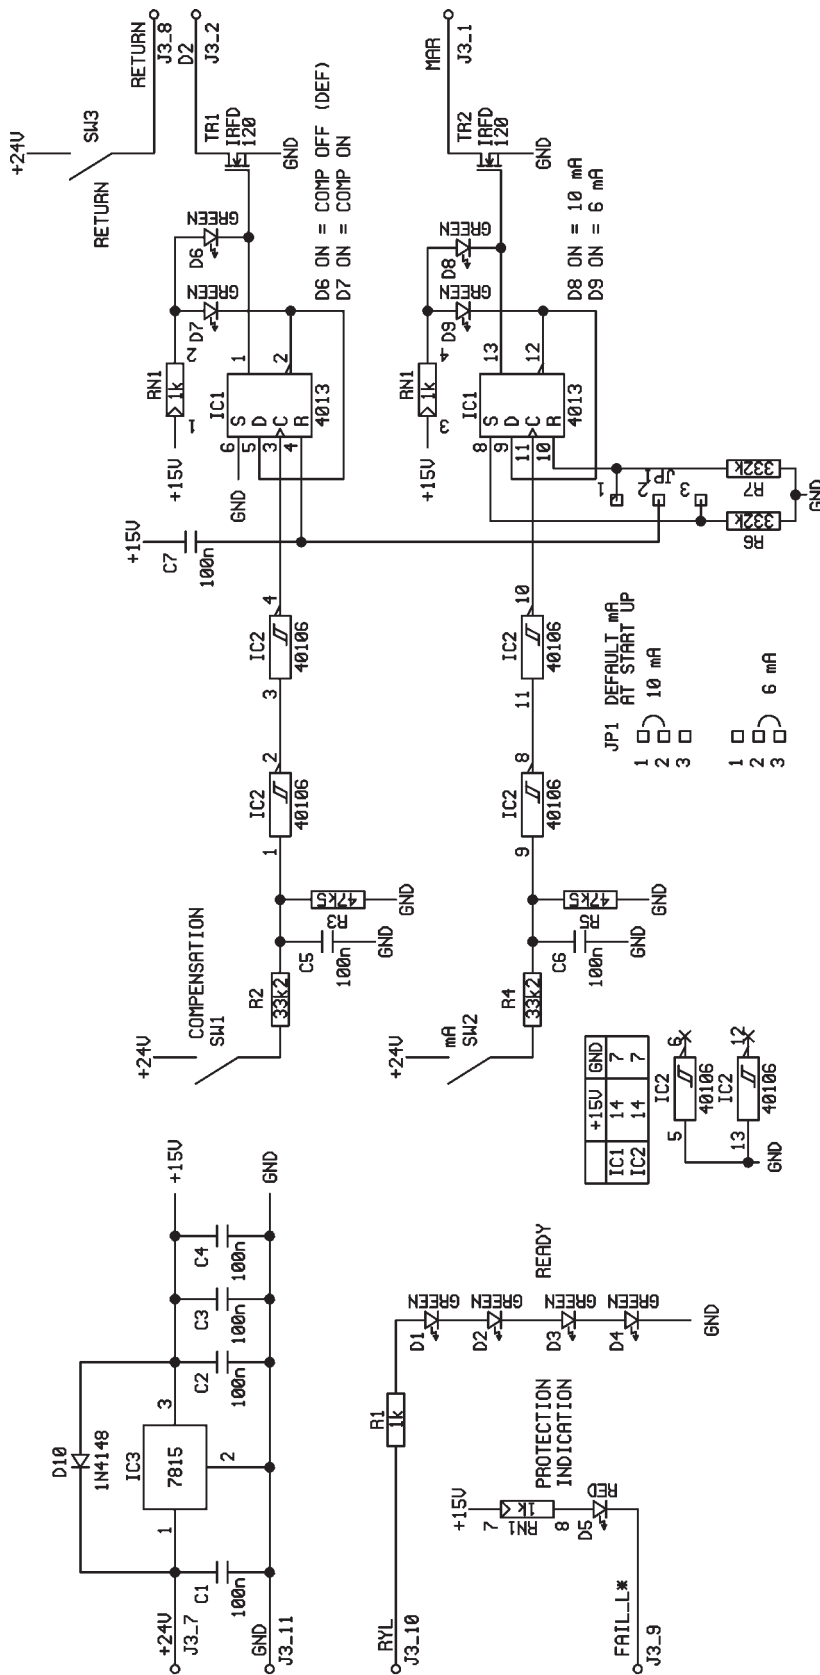 +24V
J3_7
GND
J3_11
C1
100n
1
IC3
7815
2
3
D10
1N4148
C2
100n
C3
100n
C4
100n
+15V
GND
RYL
J3_10
R1
1k
D1
GREEN
D2
GREEN
D3
GREEN
D4
GREEN
READY
GND
FAIL_L*
J3_9
+15V
7
RN1
1k
8
D5
RED
PROTECTION
INDICATION
+24V
COMPENSATION
SW1
R2
33k2
C5
100n
GND
R3
47k5
GND
1
IC2
40106
2
3
IC2
40106
4
+15V
C7
100n
GND
6
5
3
4
S
D
C
R
IC1
4013
1
2
+15V
1
RN1
1k
2
D7
GREEN
D6
GREEN
D6 ON = COMP OFF (DEF)
D7 ON = COMP ON
TR1
IRFD
120
GND
+24V
SW3
RETURN
RETURN
J3_8
D2
J3_2
+24V
mA
SW2
R4
33k2
C6
100n
GND
R5
47k5
GND
9
IC2
40106
8
11
IC2
40106
10
8
9
11
10
S
D
C
R
IC1
4013
13
12
+15V
3
RN1
1k
4
D9
GREEN
D8
GREEN
D8 ON = 10 mA
D9 ON = 6 mA
TR2
IRFD
120
GND
MAR
J3_1
1
2
3
JP1
R7
332k
R6
332k
GND
JP1 DEFAULT mA
AT START UP
1
2
3
10 mA
1
2
3
6 mA
+15V GND
IC1 14 7
IC2 14 7
5
IC2
40106
6
13
IC2
40106
12
GND